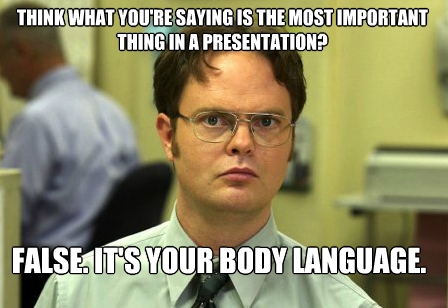 THINK WHAT YOU'RE SAYING IS THE MOST IMPORTANT
THING IN A PRESENTATION?
FALSE. IT'S YOUR BODY LANGUAGE.